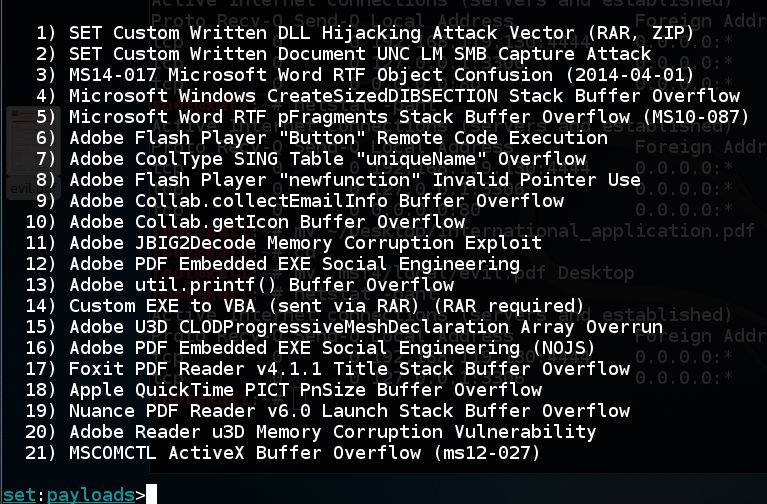 1) SET Custom Written DLL Hijacking Attack Vector (RAR, ZIP)
2) SET Custom Written Document UNC LM SMB Capture Attack
3) MS14-017 Microsoft Word RTF Object Confusion (2014-04-01)
4) Microsoft Windows CreateSizedDIBSECTION Stack Buffer Overflow
5) Microsoft Word RTF pFragments Stack Buffer Overflow (MS10-087)
6) Adobe Flash Player "Button" Remote Code Execution
7) Adobe CoolType SING Table "uniqueName" Overflow
8) Adobe Flash Player "newfunction" Invalid Pointer Use
9) Adobe Collab.collectEmailInfo Buffer Overflow
10) Adobe Collab.getIcon Buffer Overflow
11) Adobe JBIG2Decode Memory Corruption Exploit
12) Adobe PDF Embedded EXE Social Engineering
13) Adobe util.printf() Buffer Overflow
14) Custom EXE to VBA (sent via RAR) (RAR required)
15) Adobe U3D CLODProgressiveMeshDeclaration Array Overrun
16) Adobe PDF Embedded EXE Social Engineering (NOJS)
17) Foxit PDF Reader v4.1.1 Title Stack Buffer Overflow
18) Apple QuickTime PICT PnSize Buffer Overflow
19) Nuance PDF Reader v6.0 Launch Stack Buffer Overflow
20) Adobe Reader u3D Memory Corruption Vulnerability
21) MSCOMCTL ActiveX Buffer Overflow (ms12-027)
set:payloads>